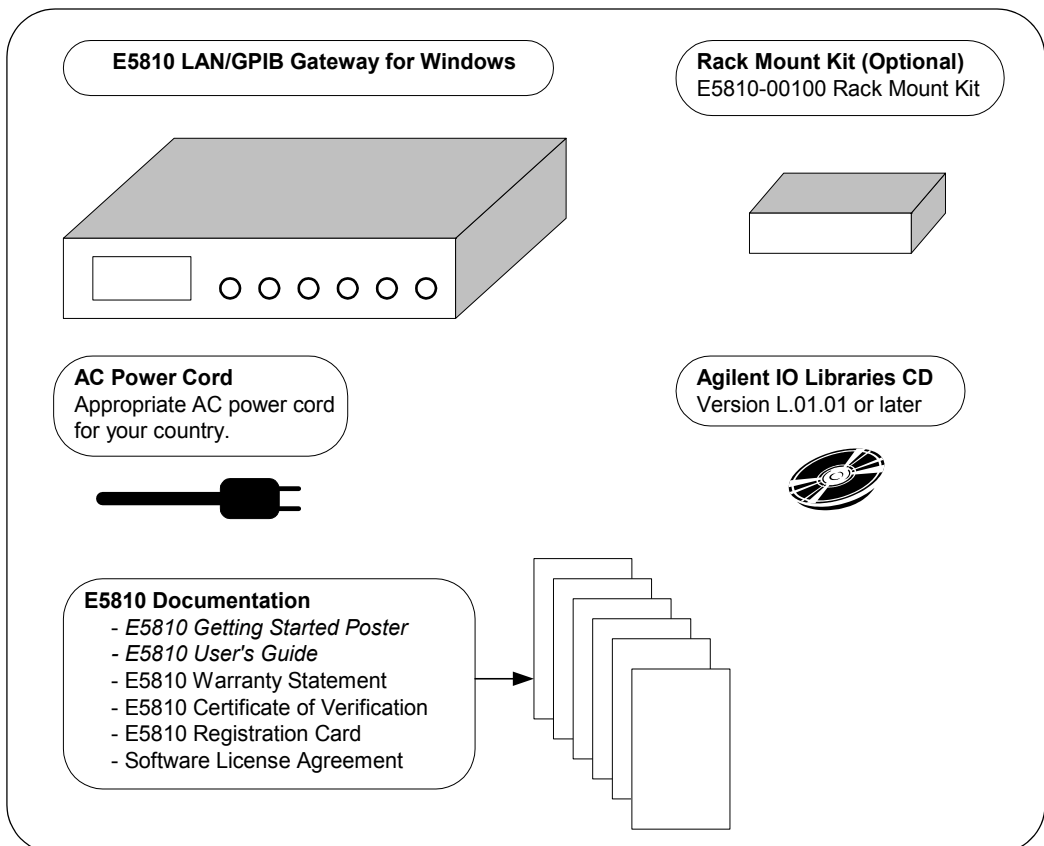 E5810 LAN/GPIB Gateway for Windows
Rack Mount Kit (Optional)
E5810-00100 Rack Mount Kit
AC Power Cord
Appropriate AC power cord
for your country.
Agilent IO Libraries CD
Version L.01.01 or later
E5810 Documentation
- E5810 Getting Started Poster
- E5810 User's Guide
- E5810 Warranty Statement
- E5810 Certificate of Verification
- E5810 Registration Card
- Software License Agreement